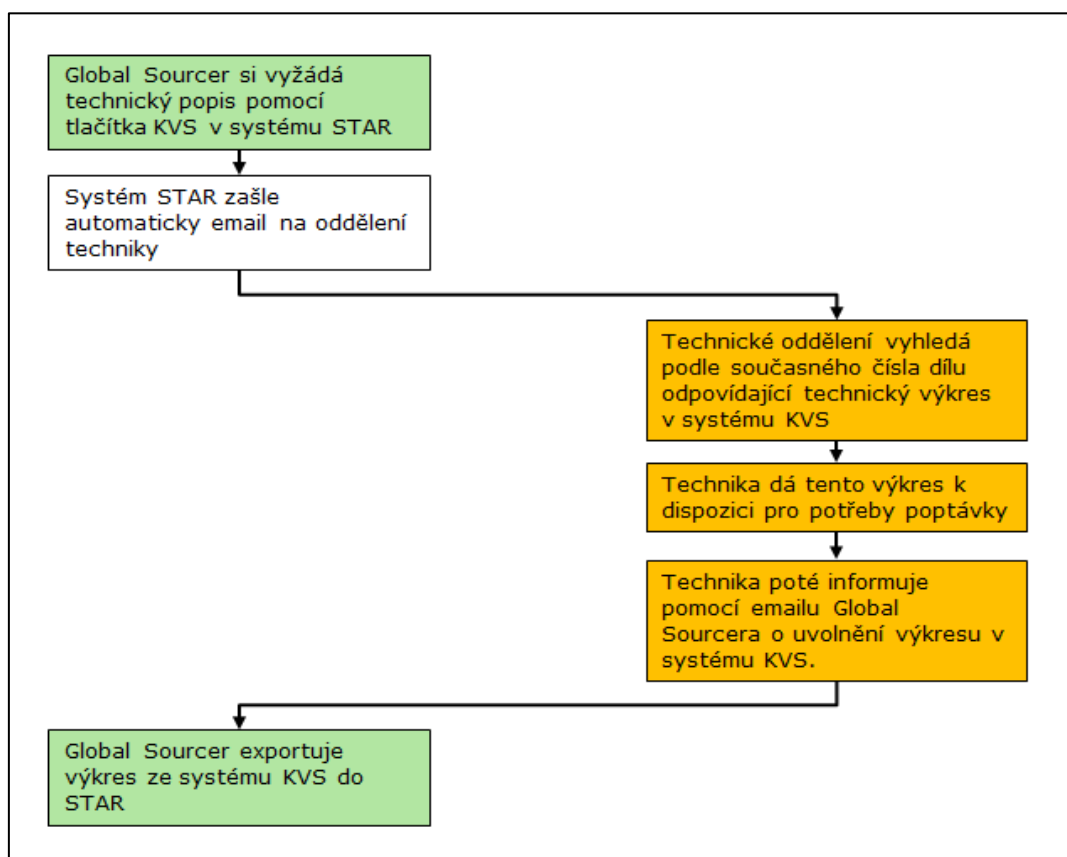 Global Sourcer si vyžádá
technický popis pomocí
tlačítka KVS v systému STAR
Systém STAR zašle
automaticky email na oddělení
techniky
Technické oddělení vyhledá
podle současného čísla dílu
odpovídající technický výkres
v systému KVS
Technika dá tento výkres k
dispozici pro potřeby poptávky
Technika poté informuje
pomocí emailu Global
Sourcera o uvolnění výkresu v
systému KVS.
Global Sourcer exportuje
výkres ze systému KVS do
STAR